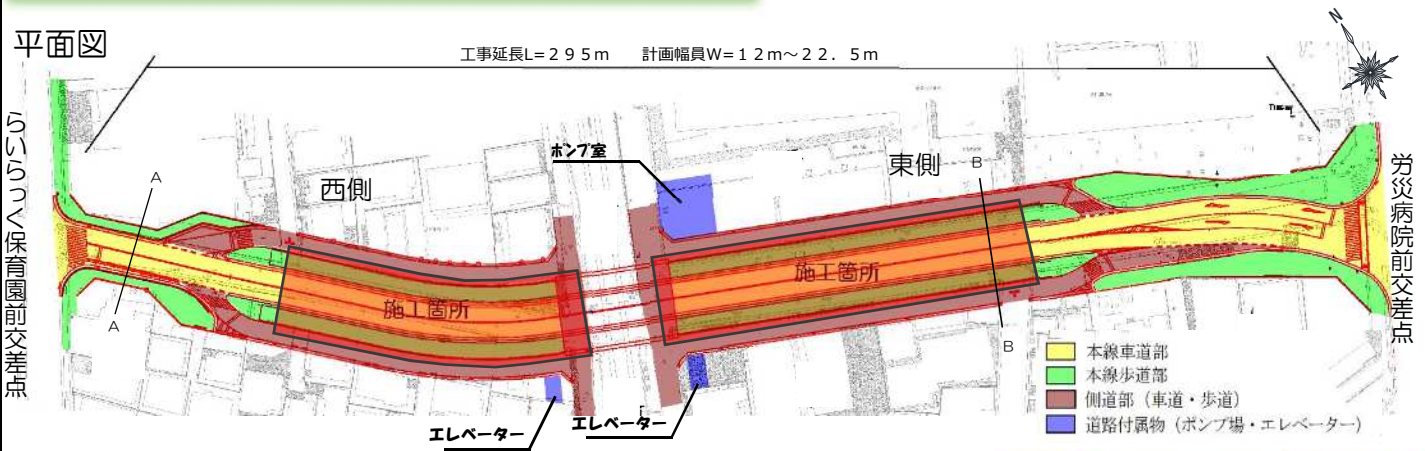 平面図
工事延長L=295m 計画幅員W=12m～22.5m
N
らいらっく保育園前交差点
労災病院前交差点
西側
東側
ポンプ室
A
A
B
B
施工箇所
施工箇所
エレベーター
エレベーター
本線車道部
本線歩道部
側道部（車道・歩道）
道路付属物（ポンプ場・エレベーター）